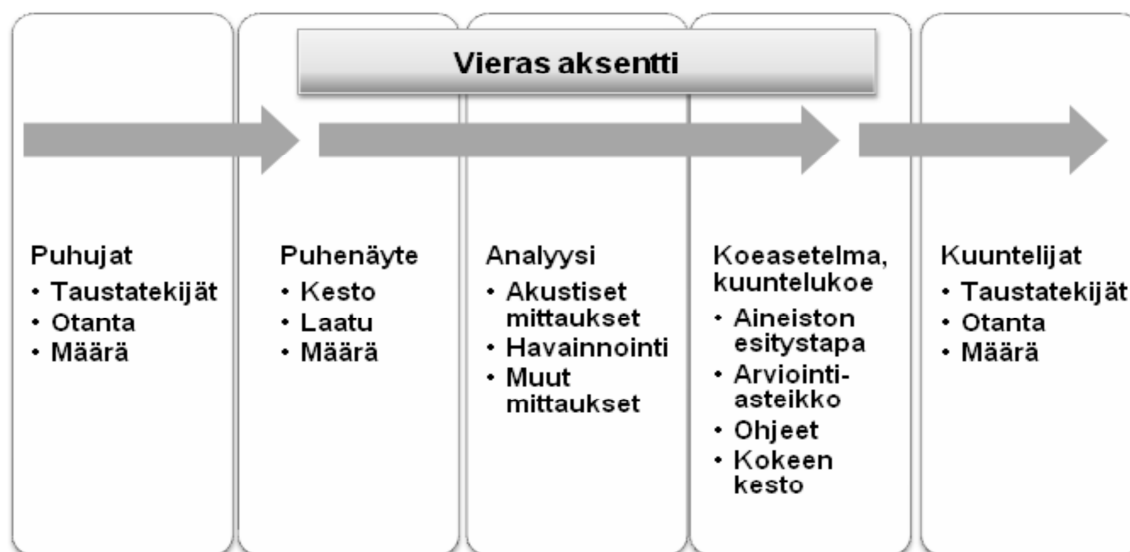 Vieras aksentti
Puhujat
• Taustatekijät
• Otanta
• Määrä
Puhenäyte
• Kesto
• Laatu
• Määrä
Analyysi
• Akustiset
mittaukset
• Havainnointi
• Muut
mittaukset
Koeasetelma,
kuuntelukoe
• Aineiston
esitystapa
• Arviointi-
asteikko
• Ohjeet
• Kokeen
kesto
Kuuntelijat
• Taustatekijät
• Otanta
• Määrä